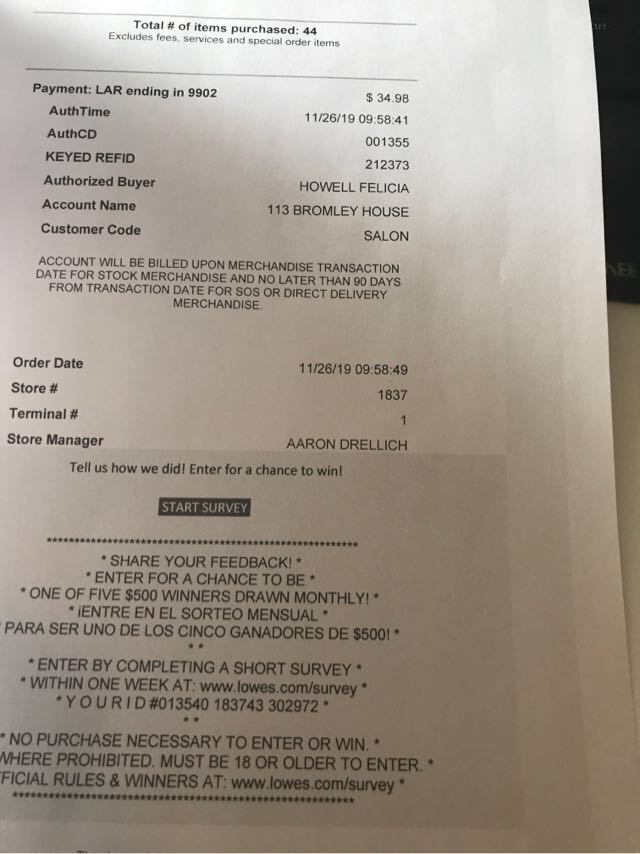 Total # of items purchased: 44
Excludes fees, services and special order items
Payment: LAR ending in 9902 $ 34.98
AuthTime 11/26/19 09:58:41
AuthCD 001355
KEYED REFID 212373
Authorized Buyer HOWELL FELICIA
Account Name 113 BROMLEY HOUSE
Customer Code SALON
ACCOUNT WILL BE BILLED UPON MERCHANDISE TRANSACTION
DATE FOR STOCK MERCHANDISE AND NO LATER THAN 90 DAYS
FROM TRANSACTION DATE FOR SOS OR DIRECT DELIVERY
MERCHANDISE.
Order Date 11/26/19 09:58:49
Store # 1837
Terminal # 1
Store Manager AARON DRELLICH
Tell us how we did! Enter for a chance to win!
START SURVEY
**********************************************************
* SHARE YOUR FEEDBACK! *
* ENTER FOR A CHANCE TO BE *
* ONE OF FIVE $500 WINNERS DRAWN MONTHLY! *
* ¡ENTRE EN EL SORTEO MENSUAL *
PARA SER UNO DE LOS CINCO GANADORES DE $500! *
* *
* ENTER BY COMPLETING A SHORT SURVEY *
* WITHIN ONE WEEK AT: www.lowes.com/survey *
* Y O U R I D #013540 183743 302972 *
* *
* NO PURCHASE NECESSARY TO ENTER OR WIN. *
WHERE PROHIBITED. MUST BE 18 OR OLDER TO ENTER. *
FFICIAL RULES & WINNERS AT: www.lowes.com/survey *
**********************************************************